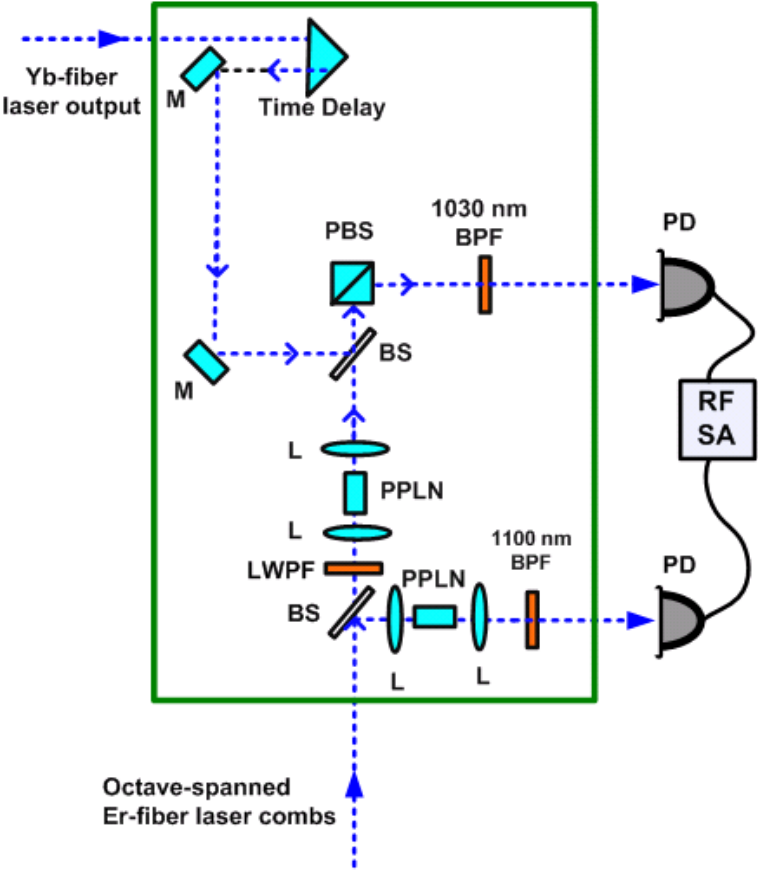 Yb-fiber
laser output
M
Time Delay
1030 nm
BPF
PBS
PD
BS
M
RF
SA
L
PPLN
L
1100 nm
BPF
LWPF
PPLN
PD
BS
L
L
Octave-spanned
Er-fiber laser combs